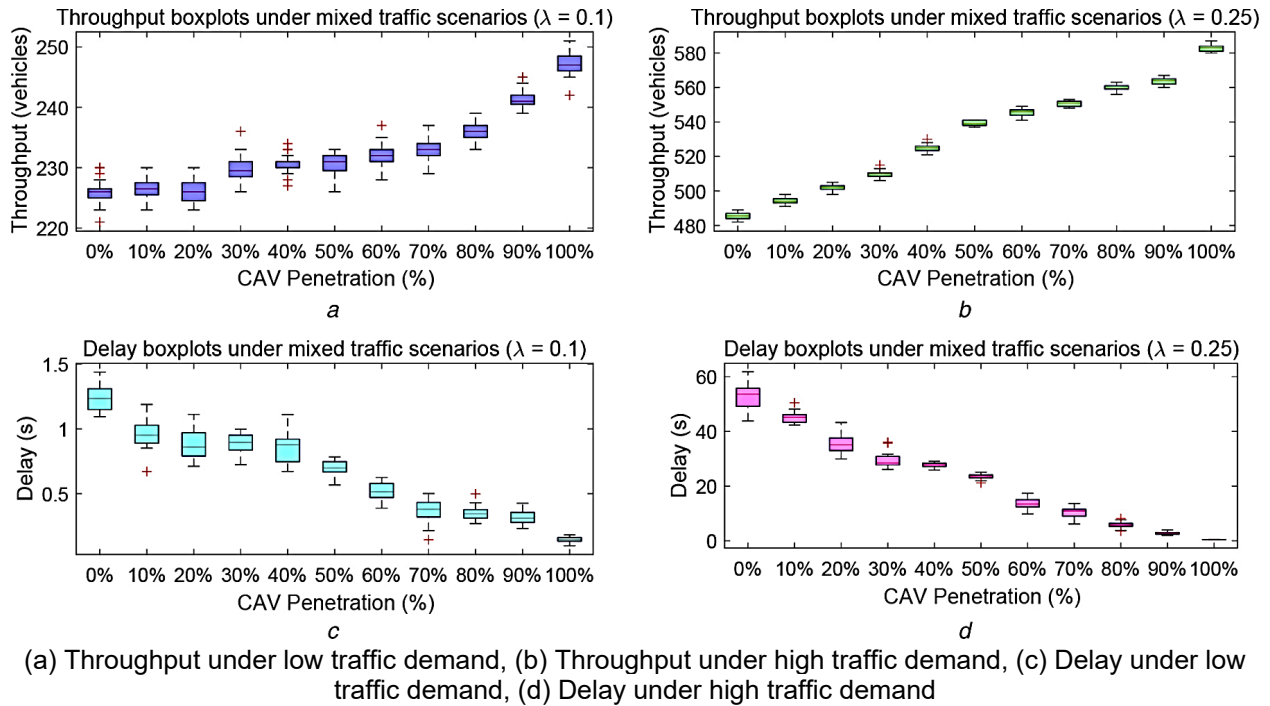 Throughput boxplots under mixed traffic scenarios (λ = 0.1)
Throughput (vehicles)
250
240
230
220
0% 10% 20% 30% 40% 50% 60% 70% 80% 90% 100%
CAV Penetration (%)
a
Throughput boxplots under mixed traffic scenarios (λ = 0.25)
Throughput (vehicles)
580
560
540
520
500
480
0% 10% 20% 30% 40% 50% 60% 70% 80% 90% 100%
CAV Penetration (%)
b
Delay boxplots under mixed traffic scenarios (λ = 0.1)
Delay (s)
1.5
1
0.5
0% 10% 20% 30% 40% 50% 60% 70% 80% 90% 100%
CAV Penetration (%)
c
Delay boxplots under mixed traffic scenarios (λ = 0.25)
Delay (s)
60
40
20
0
0% 10% 20% 30% 40% 50% 60% 70% 80% 90% 100%
CAV Penetration (%)
d
(a) Throughput under low traffic demand, (b) Throughput under high traffic demand, (c) Delay under low
traffic demand, (d) Delay under high traffic demand